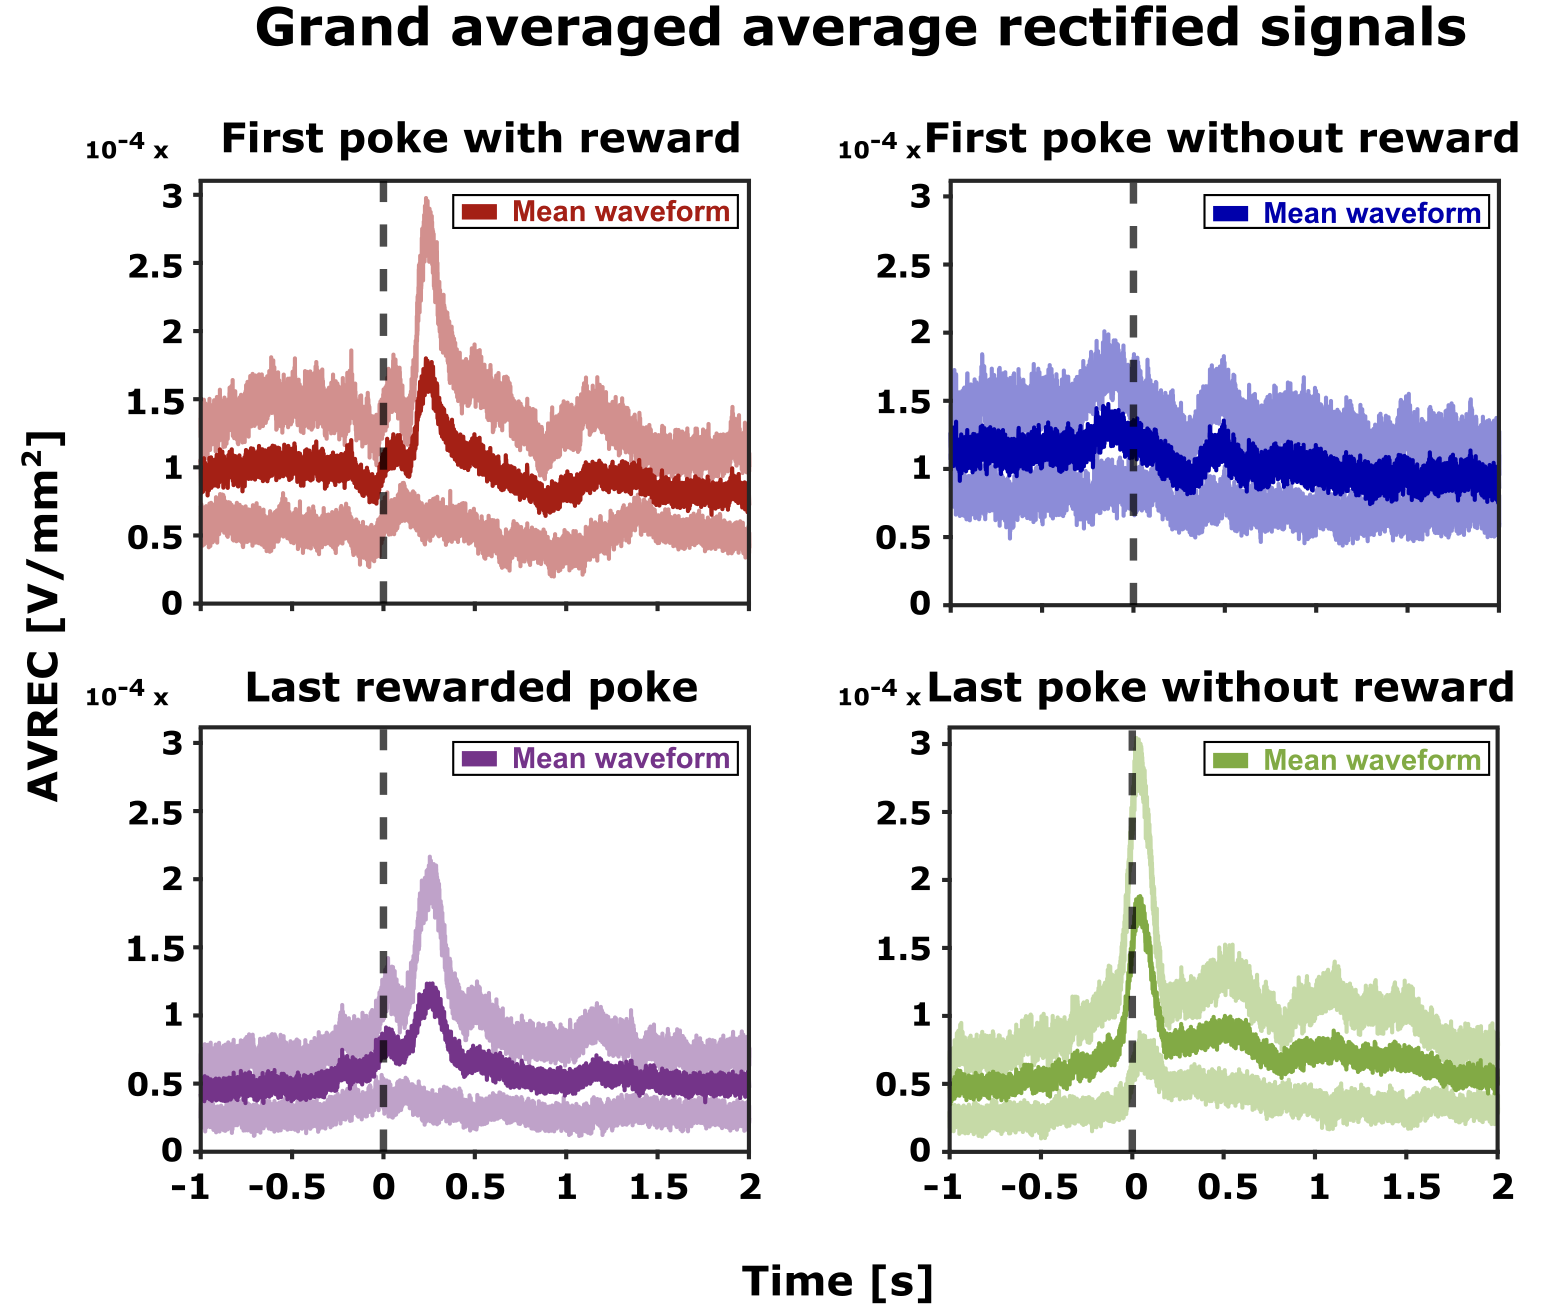 Grand averaged average rectified signals
10-4 x First poke with reward
10-4 x First poke without reward
Mean waveform
Mean waveform
3
2.5
2
1.5
1
0.5
0
3
2.5
2
1.5
1
0.5
0
AVREC [V/mm²]
10-4 x Last rewarded poke
10-4 x Last poke without reward
Mean waveform
Mean waveform
3
2.5
2
1.5
1
0.5
0
3
2.5
2
1.5
1
0.5
0
-1 -0.5 0 0.5 1 1.5 2
-1 -0.5 0 0.5 1 1.5 2
Time [s]